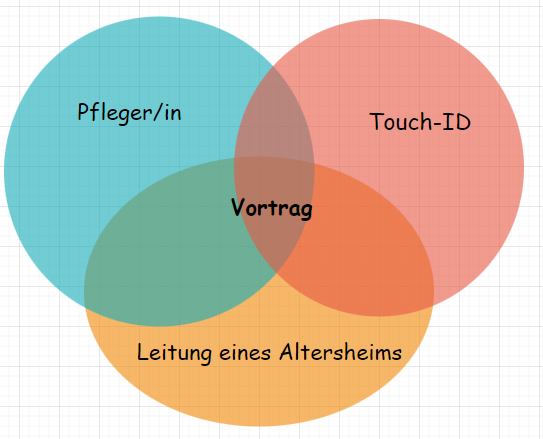 Pfleger/in
Touch-ID
Vortrag
Leitung eines Altersheims